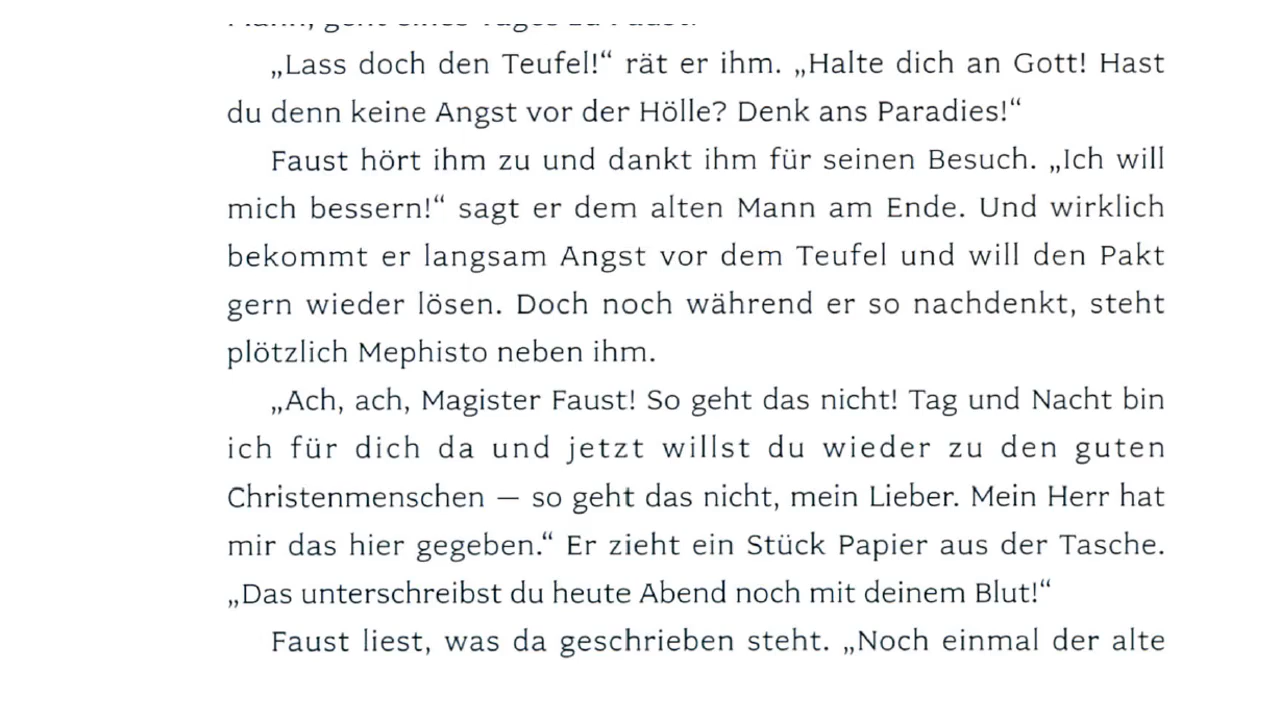 „Lass doch den Teufel!“ rät er ihm. „Halte dich an Gott! Hast
du denn keine Angst vor der Hölle? Denk ans Paradies!“
Faust hört ihm zu und dankt ihm für seinen Besuch. „Ich will
mich bessern!“ sagt er dem alten Mann am Ende. Und wirklich
bekommt er langsam Angst vor dem Teufel und will den Pakt
gern wieder lösen. Doch noch während er so nachdenkt, steht
plötzlich Mephisto neben ihm.
„Ach, ach, Magister Faust! So geht das nicht! Tag und Nacht bin
ich für dich da und jetzt willst du wieder zu den guten
Christenmenschen — so geht das nicht, mein Lieber. Mein Herr hat
mir das hier gegeben.“ Er zieht ein Stück Papier aus der Tasche.
„Das unterschreibst du heute Abend noch mit deinem Blut!“
Faust liest, was da geschrieben steht. „Noch einmal der alte